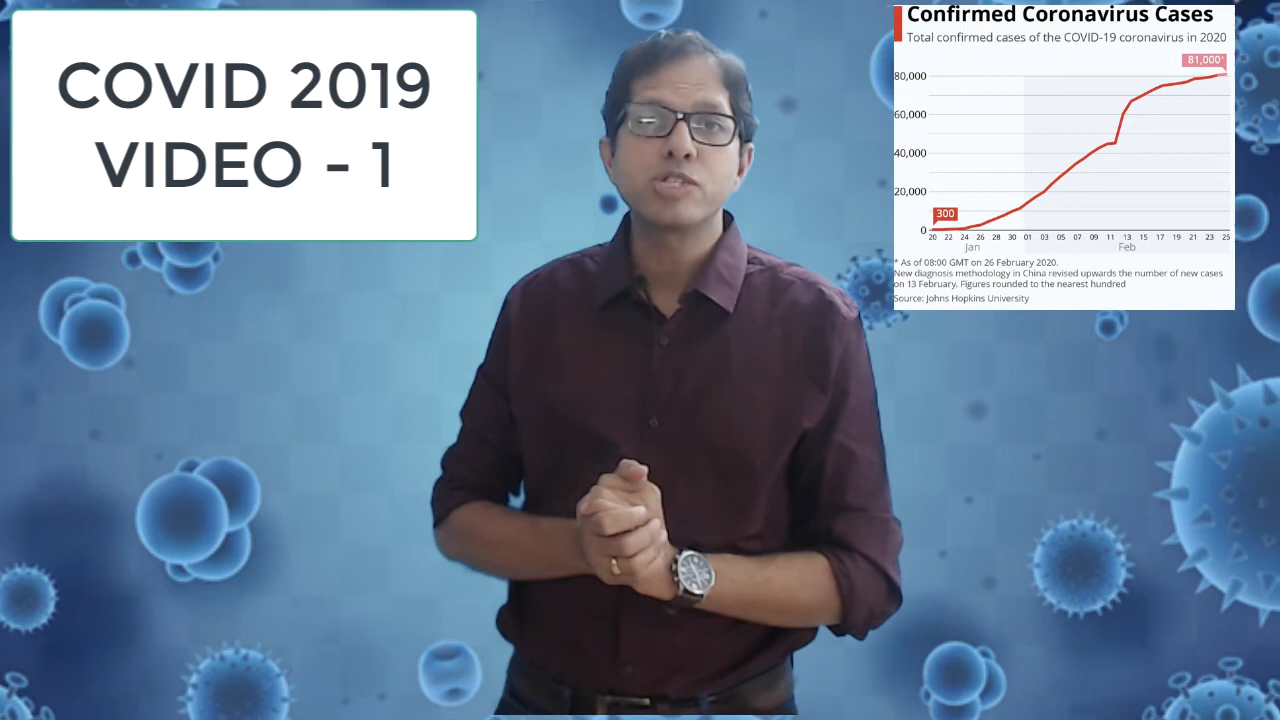 COVID 2019
VIDEO - 1
Confirmed Coronavirus Cases
Total confirmed cases of the COVID-19 coronavirus in 2020
81,000*
80,000
60,000
40,000
20,000
300
0
20 22 24 26 28 30 01 03 05 07 09 11 13 15 17 19 21 23 25
Jan Feb
* As of 08:00 GMT on 26 February 2020.
New diagnosis methodology in China revised upwards the number of new cases
on 13 February. Figures rounded to the nearest hundred
Source: Johns Hopkins University